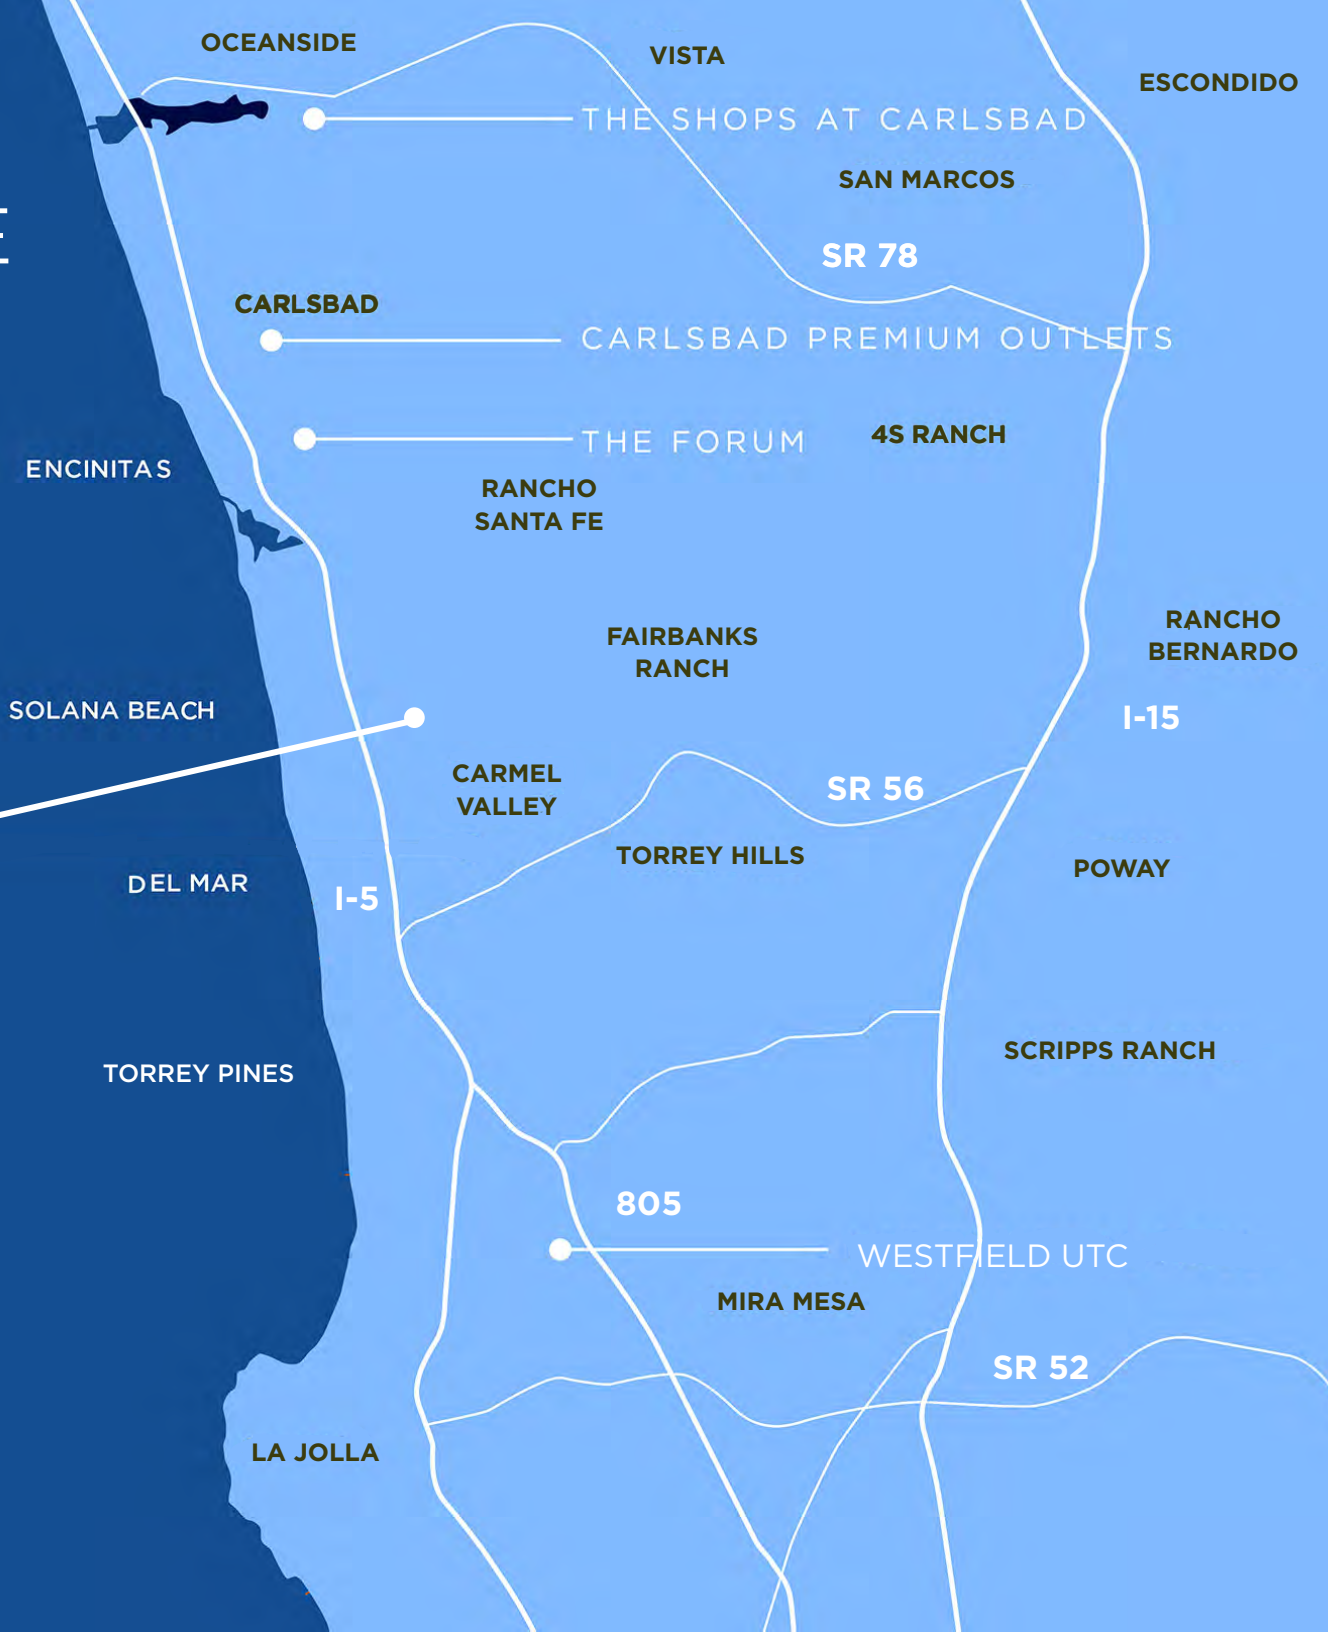 OCEANSIDE
VISTA
ESCONDIDO
THE SHOPS AT CARLSBAD
SAN MARCOS
SR 78
CARLSBAD
CARLSBAD PREMIUM OUTLETS
4S RANCH
THE FORUM
ENCINITAS
RANCHO
SANTA FE
RANCHO
BERNARDO
FAIRBANKS
RANCH
SOLANA BEACH
I-15
CARMEL
VALLEY
SR 56
TORREY HILLS
POWAY
DEL MAR
I-5
SCRIPPS RANCH
TORREY PINES
805
WESTFIELD UTC
MIRA MESA
SR 52
LA JOLLA